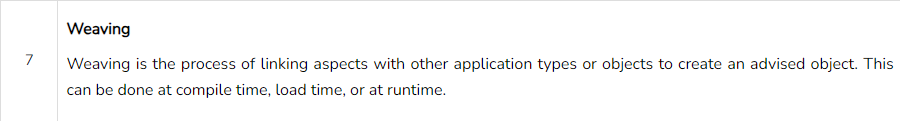 Weaving
7
Weaving is the process of linking aspects with other application types or objects to create an advised object. This
can be done at compile time, load time, or at runtime.